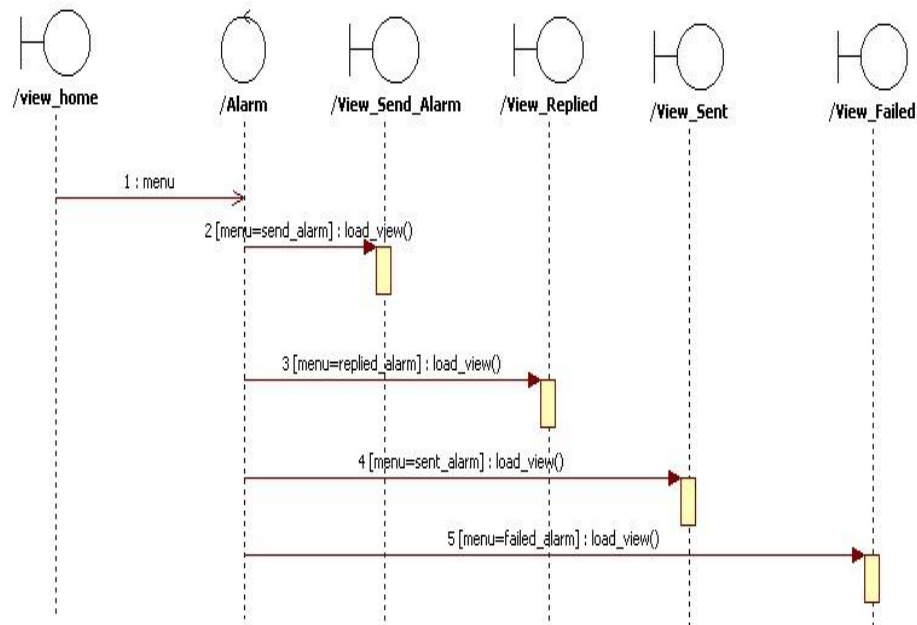 /view_home
/Alarm
/View_Send_Alarm
/View_Replied
/View_Sent
/View_Failed
1 : menu
2 [menu=send_alarm] : load_view()
3 [menu=replied_alarm] : load_view()
4 [menu=sent_alarm] : load_view()
5 [menu=failed_alarm] : load_view()